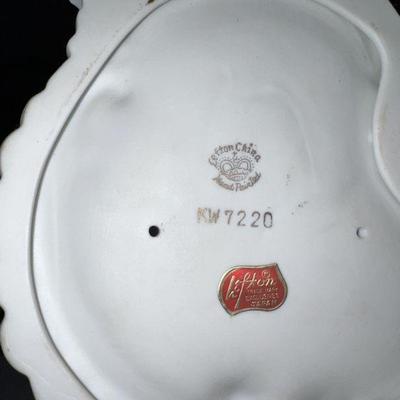 Lefton China
Hand Painted
KW7220
Lefton
TRADE MARK
EXCLUSIVES
JAPAN